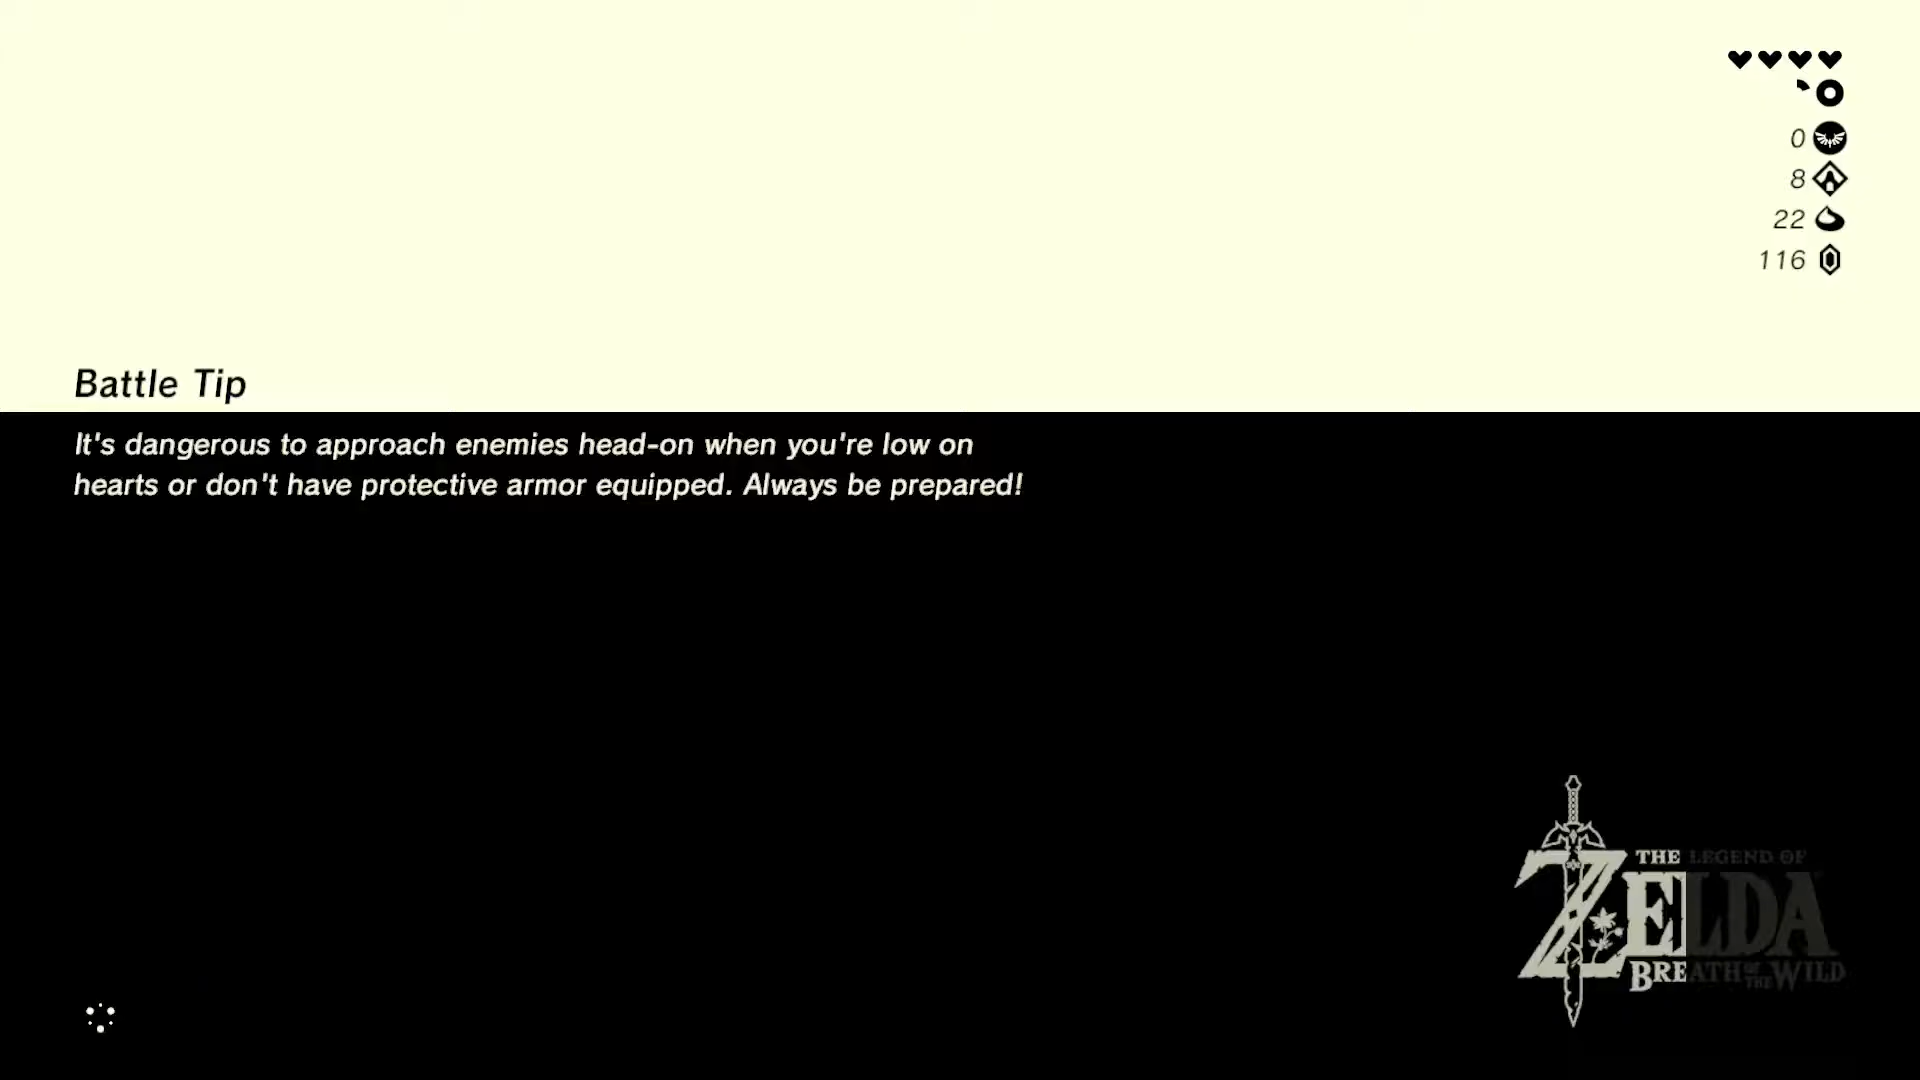 0
8
22
116
Battle Tip
It's dangerous to approach enemies head-on when you're low on
hearts or don't have protective armor equipped. Always be prepared!
THE LEGEND OF
ZELDA
BREATH OF THE WILD